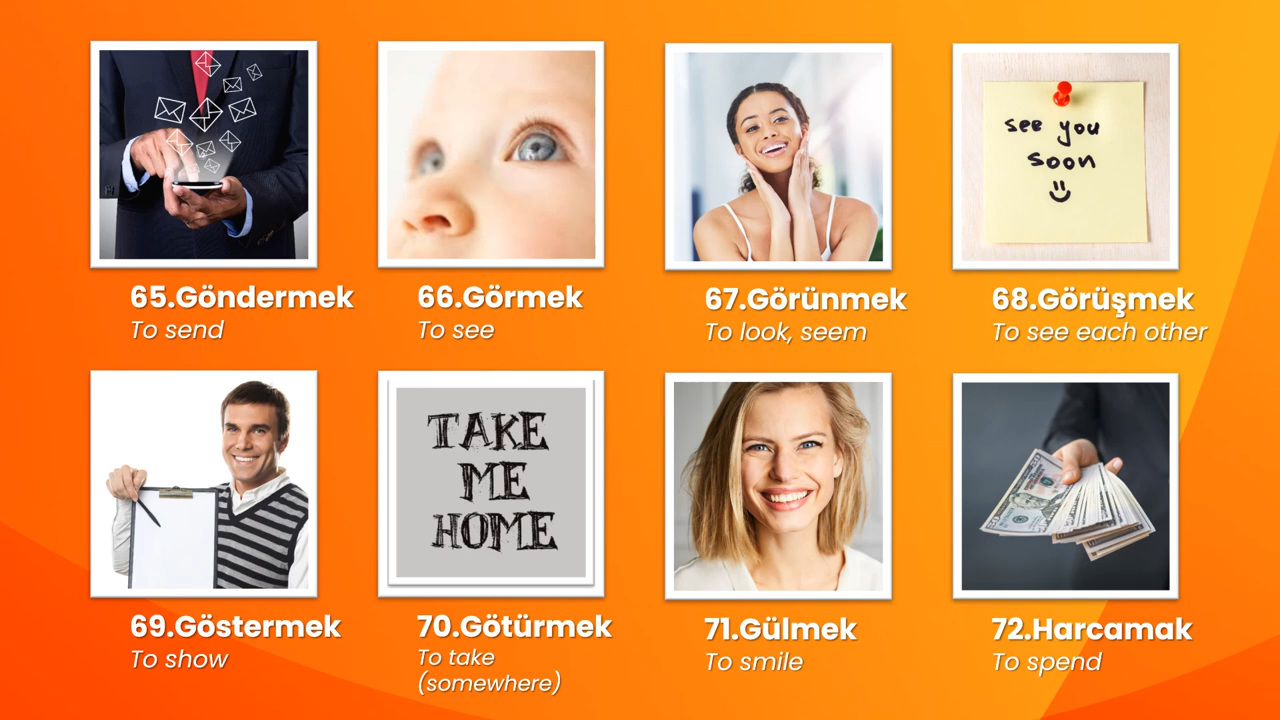 see you
soon
65.Göndermek
To send
66.Görmek
To see
67.Görünmek
To look, seem
68.Görüşmek
To see each other
TAKE
ME
HOME
69.Göstermek
To show
70.Götürmek
To take
(somewhere)
71.Gülmek
To smile
72.Harcamak
To spend